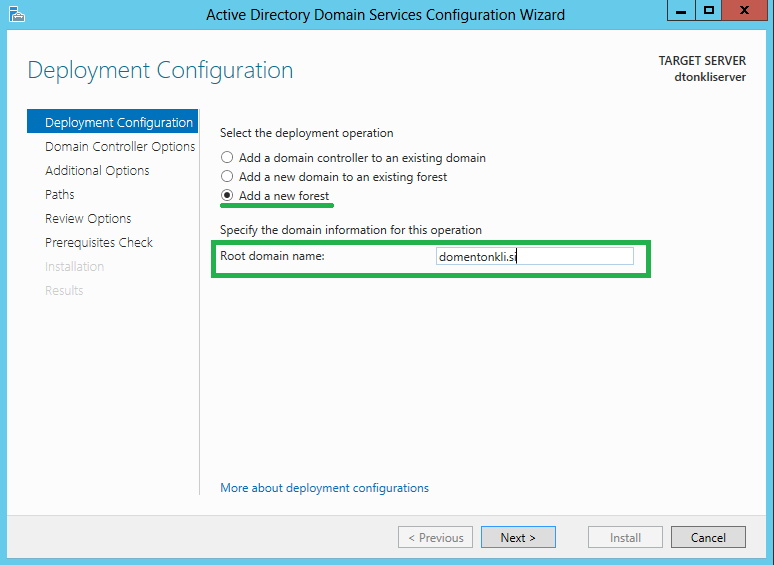 Active Directory Domain Services Configuration Wizard
Deployment Configuration
TARGET SERVER
dtonkliserver
Deployment Configuration
Domain Controller Options
Additional Options
Paths
Review Options
Prerequisites Check
Installation
Results
Select the deployment operation
Add a domain controller to an existing domain
Add a new domain to an existing forest
Add a new forest
Specify the domain information for this operation
Root domain name: domentonkli.si
More about deployment configurations
< Previous Next > Install Cancel